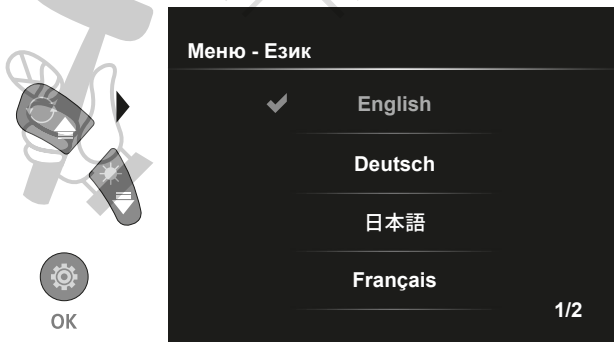 Меню - Език
English
Deutsch
日本語
Français
1/2
OK